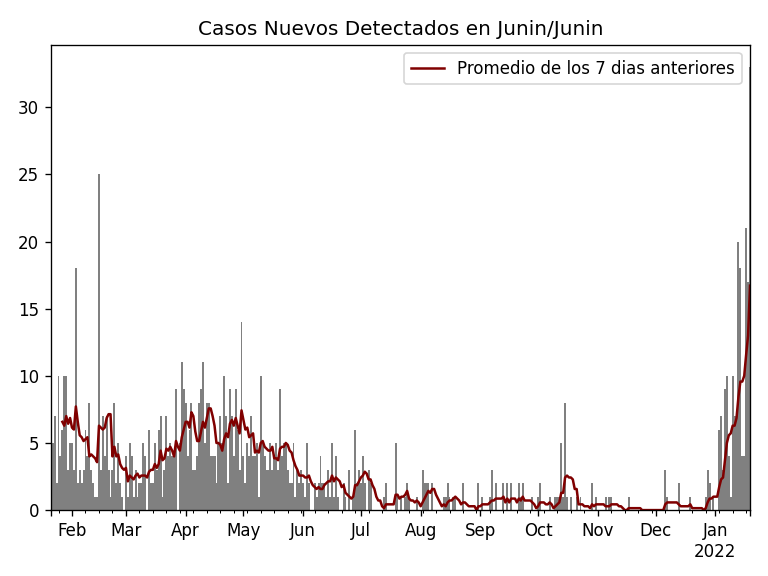 Casos Nuevos Detectados en Junin/Junin
Promedio de los 7 dias anteriores
30
25
20
15
10
5
0
Feb Mar Apr May Jun Jul Aug Sep Oct Nov Dec Jan
2022